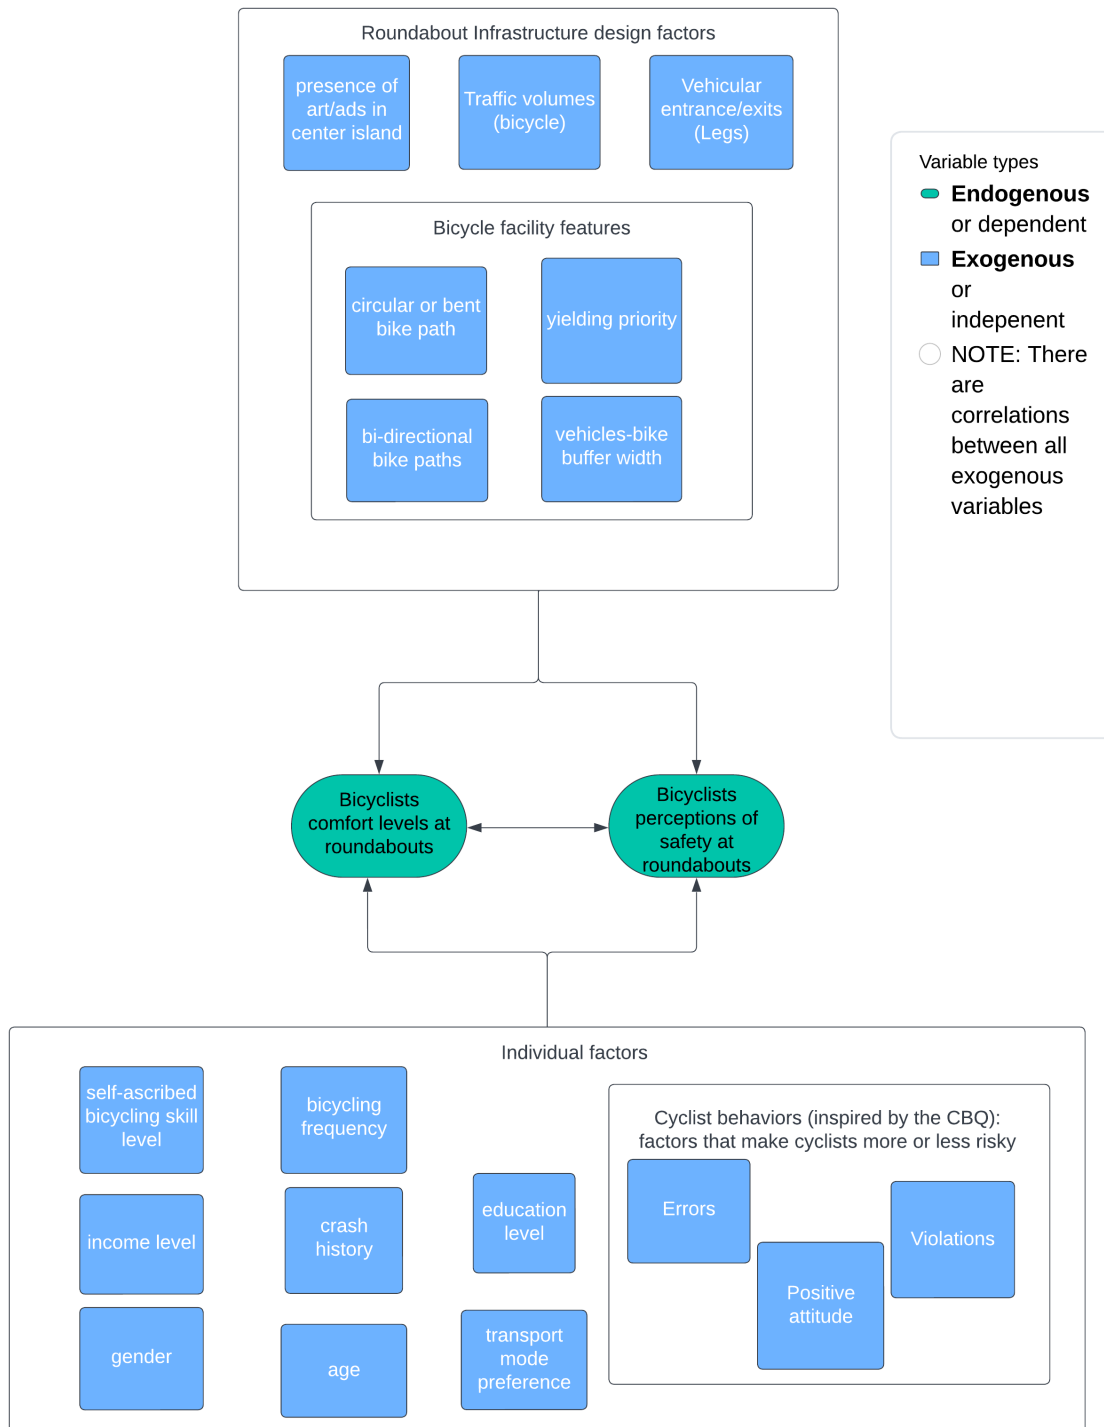 Roundabout Infrastructure design factors
presence of
art/ads in
center island
Traffic volumes
(bicycle)
Vehicular
entrance/exits
(Legs)
Bicycle facility features
circular or bent
bike path
yielding priority
bi-directional
bike paths
vehicles-bike
buffer width
Variable types
Endogenous
or dependent
Exogenous
or
indepenent
NOTE: There
are
correlations
between all
exogenous
variables
Bicyclists
comfort levels at
roundabouts
Bicyclists
perceptions of
safety at
roundabouts
Individual factors
self-ascribed
bicycling skill
level
bicycling
frequency
income level
crash
history
education
level
gender
age
transport
mode
preference
Cyclist behaviors (inspired by the CBQ):
factors that make cyclists more or less risky
Errors
Positive
attitude
Violations